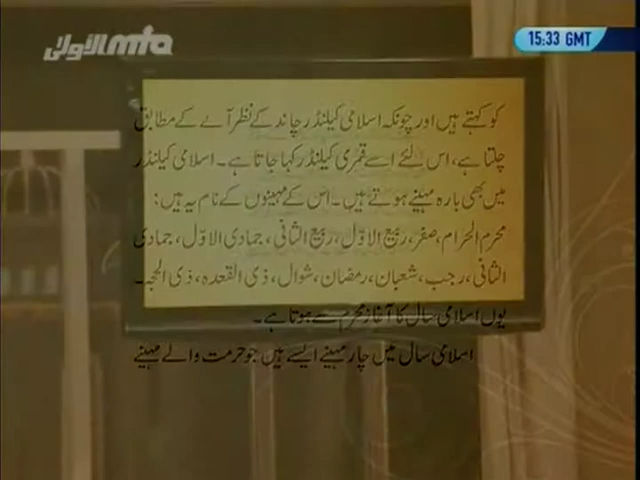 mta الاولیٰ
15:33 GMT
کو کہتے ہیں اور چونکہ اسلامی کیلنڈر چاند کے نظر آنے کے مطابق
چلتا ہے، اس لئے اسے قمری کیلنڈر کہا جاتا ہے۔ اسلامی کیلنڈر
میں بھی بارہ مہینے ہوتے ہیں۔ اس کے مہینوں کے نام یہ ہیں:
محرم الحرام، صفر، ربیع الاوّل، ربیع الثانی، جمادی الاوّل، جمادی
الثانی، رجب، شعبان، رمضان، شوال، ذی القعدہ، ذی الحجہ۔
یوں اسلامی سال کا آغاز محرم سے ہوتا ہے۔
اسلامی سال میں چار مہینے ایسے ہیں جو حرمت والے مہینے